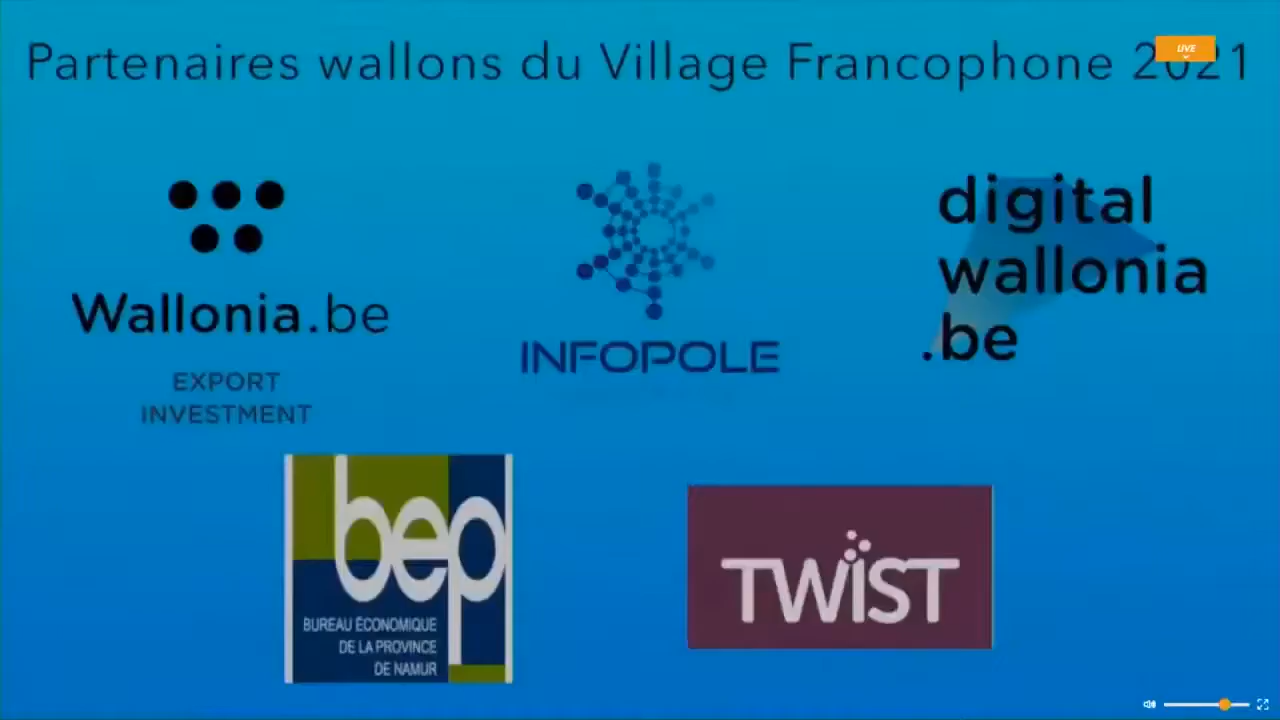 Partenaires wallons du Village Francophone 2021
LIVE
Wallonia.be
EXPORT
INVESTMENT
INFOPOLE
digital
wallonia
.be
bep
BUREAU ÉCONOMIQUE
DE LA PROVINCE
DE NAMUR
TWIST